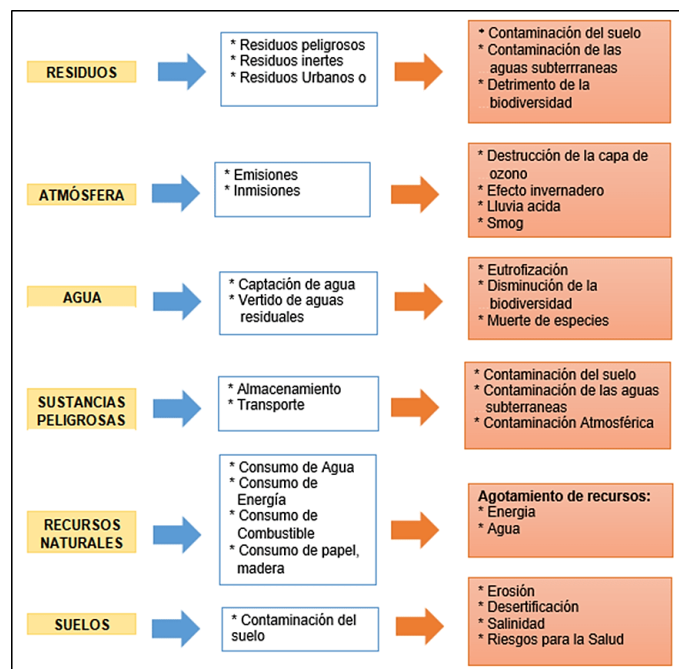 RESIDUOS
* Residuos peligrosos
* Residuos inertes
* Residuos Urbanos o
* Contaminación del suelo
* Contaminación de las
aguas subterrraneas
* Detrimento de la
biodiversidad
ATMÓSFERA
* Emisiones
* Inmisiones
* Destrucción de la capa de
ozono
* Efecto invernadero
* Lluvia acida
* Smog
AGUA
* Captación de agua
* Vertido de aguas
residuales
* Eutrofización
* Disminución de la
biodiversidad
* Muerte de especies
SUSTANCIAS
PELIGROSAS
* Almacenamiento
* Transporte
* Contaminación del suelo
* Contaminación de las aguas
subterraneas
* Contaminación Atmosférica
RECURSOS
NATURALES
* Consumo de Agua
* Consumo de
Energía
* Consumo de
Combustible
* Consumo de papel,
madera
Agotamiento de recursos:
* Energia
* Agua
SUELOS
* Contaminación del
suelo
* Erosión
* Desertificación
* Salinidad
* Riesgos para la Salud